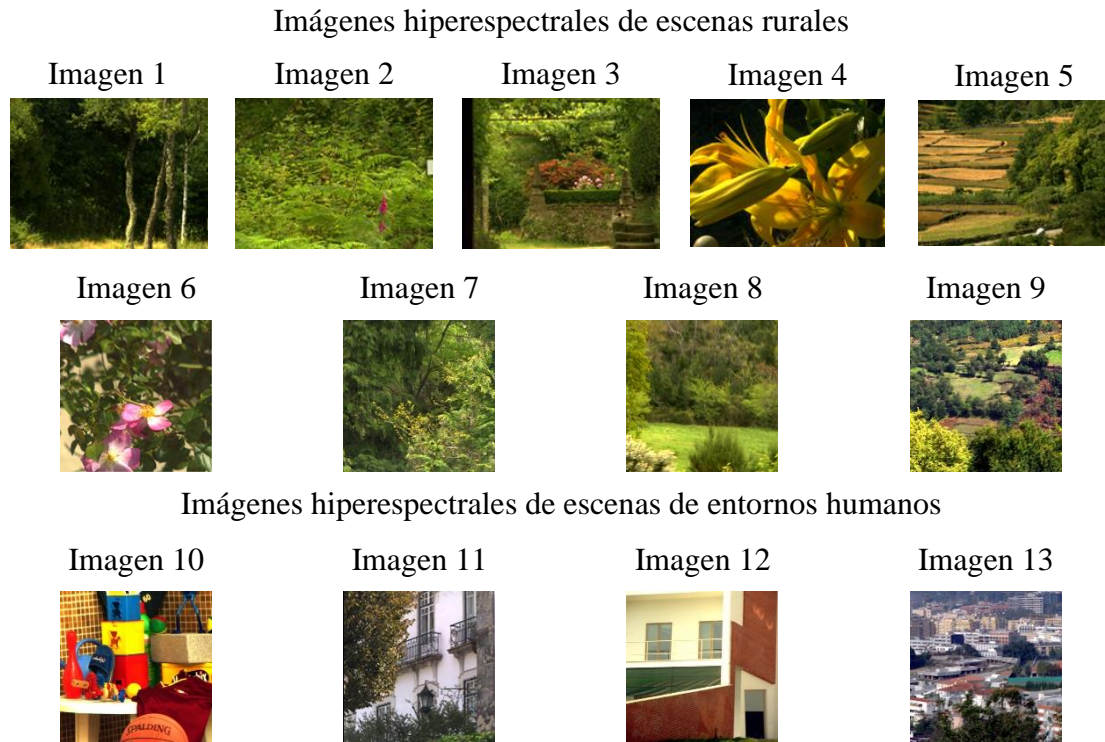 Imágenes hiperespectrales de escenas rurales
Imagen 1 Imagen 2 Imagen 3 Imagen 4 Imagen 5
Imagen 6 Imagen 7 Imagen 8 Imagen 9
Imágenes hiperespectrales de escenas de entornos humanos
Imagen 10 Imagen 11 Imagen 12 Imagen 13
SPALDING